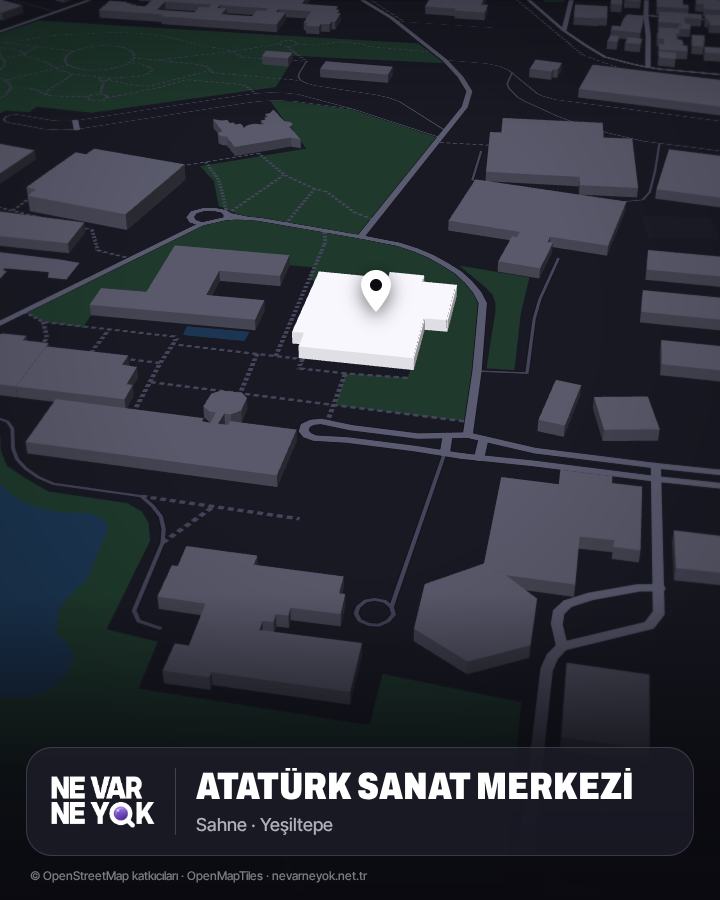 NE VAR
NE YOK
ATATÜRK SANAT MERKEZİ
Sahne · Yeşiltepe
© OpenStreetMap katkıcıları · OpenMapTiles · nevarneyok.net.tr